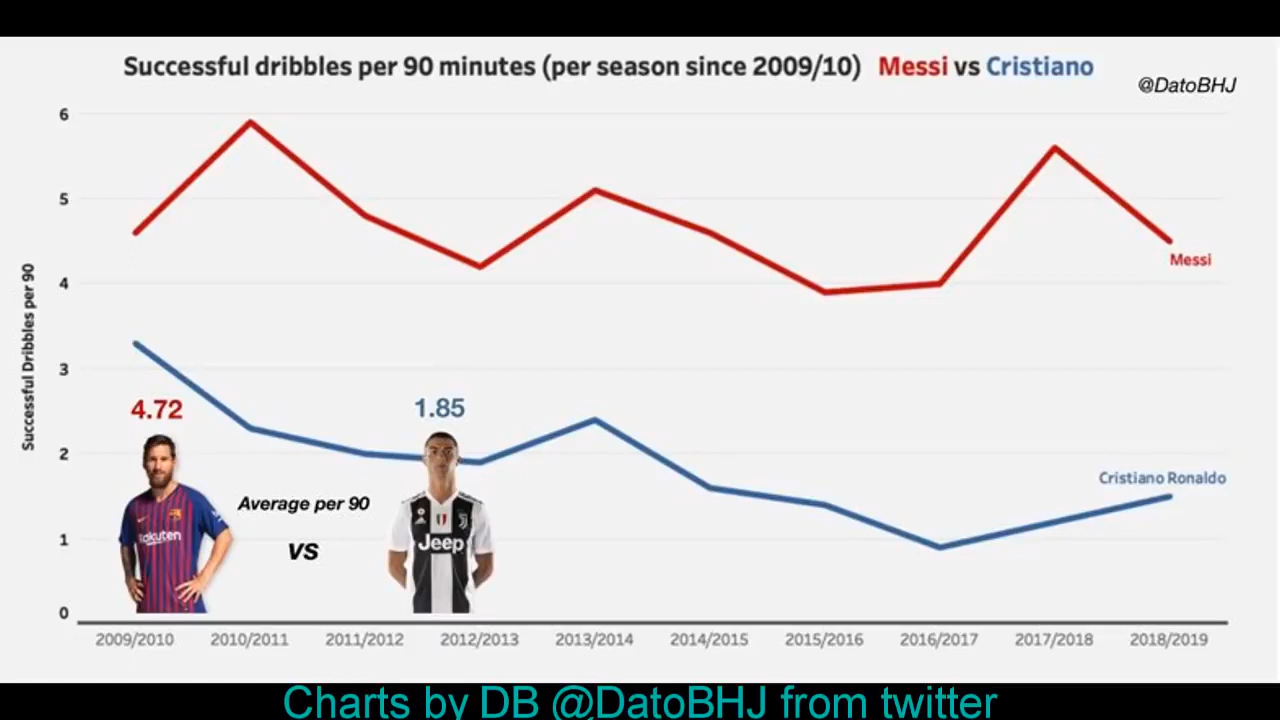 Successful dribbles per 90 minutes (per season since 2009/10) Messi vs Cristiano
@DatoBHJ
6
5
4
3
2
1
0
Successful Dribbles per 90
Messi
Cristiano Ronaldo
4.72
1.85
Average per 90
vs
Rakuten
Jeep
2009/2010 2010/2011 2011/2012 2012/2013 2013/2014 2014/2015 2015/2016 2016/2017 2017/2018 2018/2019
Charts by DB @DatoBHJ from twitter